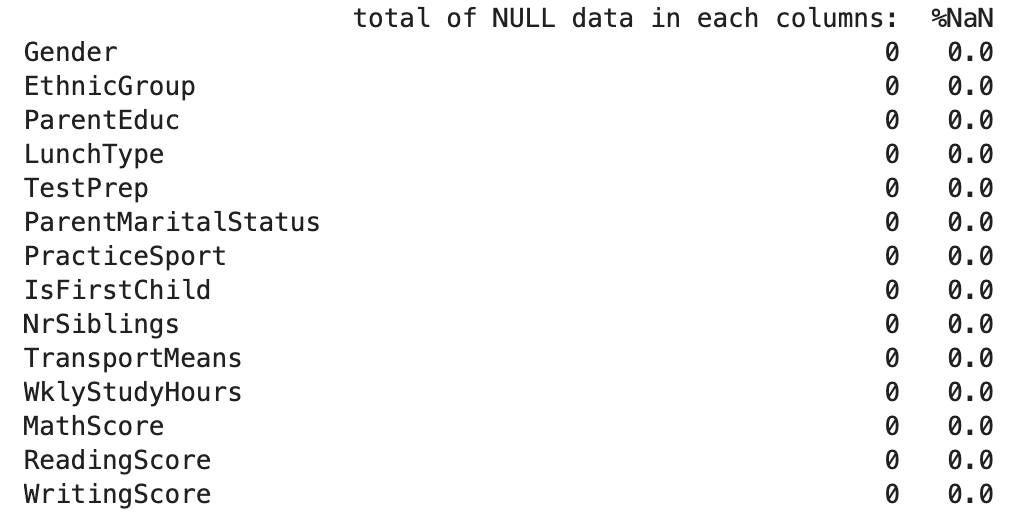 total of NULL data in each columns: %NaN
Gender 0 0.0
EthnicGroup 0 0.0
ParentEduc 0 0.0
LunchType 0 0.0
TestPrep 0 0.0
ParentMaritalStatus 0 0.0
PracticeSport 0 0.0
IsFirstChild 0 0.0
NrSiblings 0 0.0
TransportMeans 0 0.0
WklyStudyHours 0 0.0
MathScore 0 0.0
ReadingScore 0 0.0
WritingScore 0 0.0